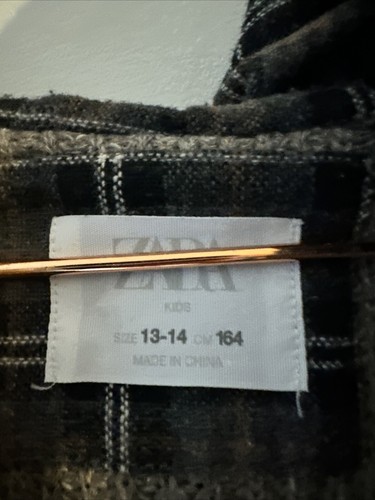 ZARA
KIDS
SIZE 13-14 CM 164
MADE IN CHINA